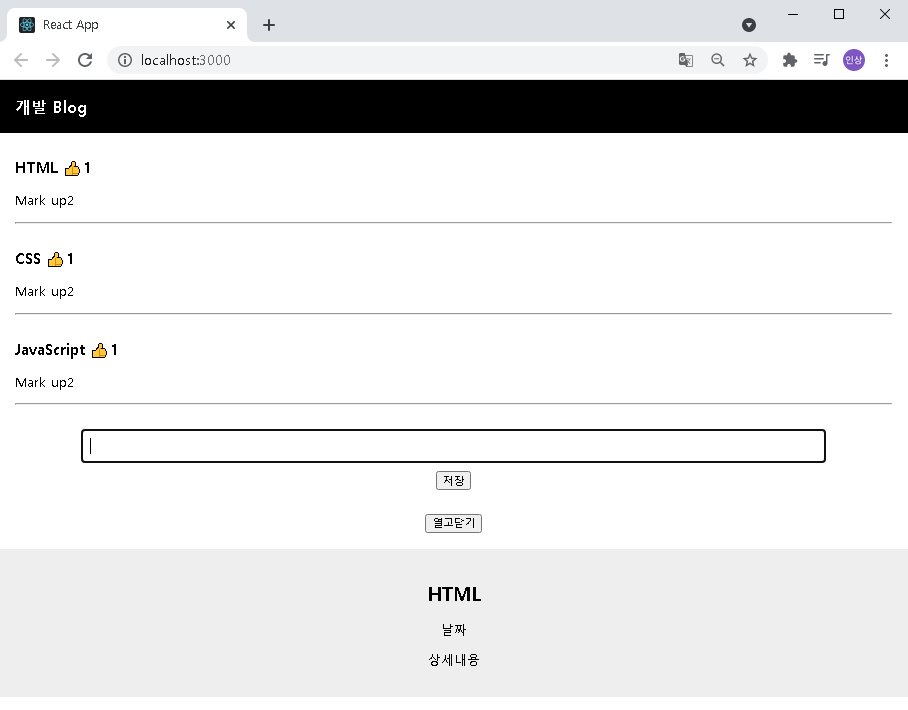 React App
localhost:3000
인상
개발 Blog
HTML 👍1
Mark up2
CSS 👍1
Mark up2
JavaScript 👍1
Mark up2
저장
열고닫기
HTML
날짜
상세내용